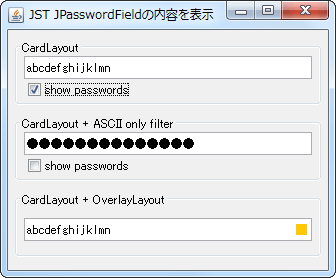 JST JPasswordFieldの内容を表示
CardLayout
abcdefghijklmn
show passwords
CardLayout + ASCII only filter
●●●●●●●●●●●●●●
show passwords
CardLayout + OverlayLayout
abcdefghijklmn